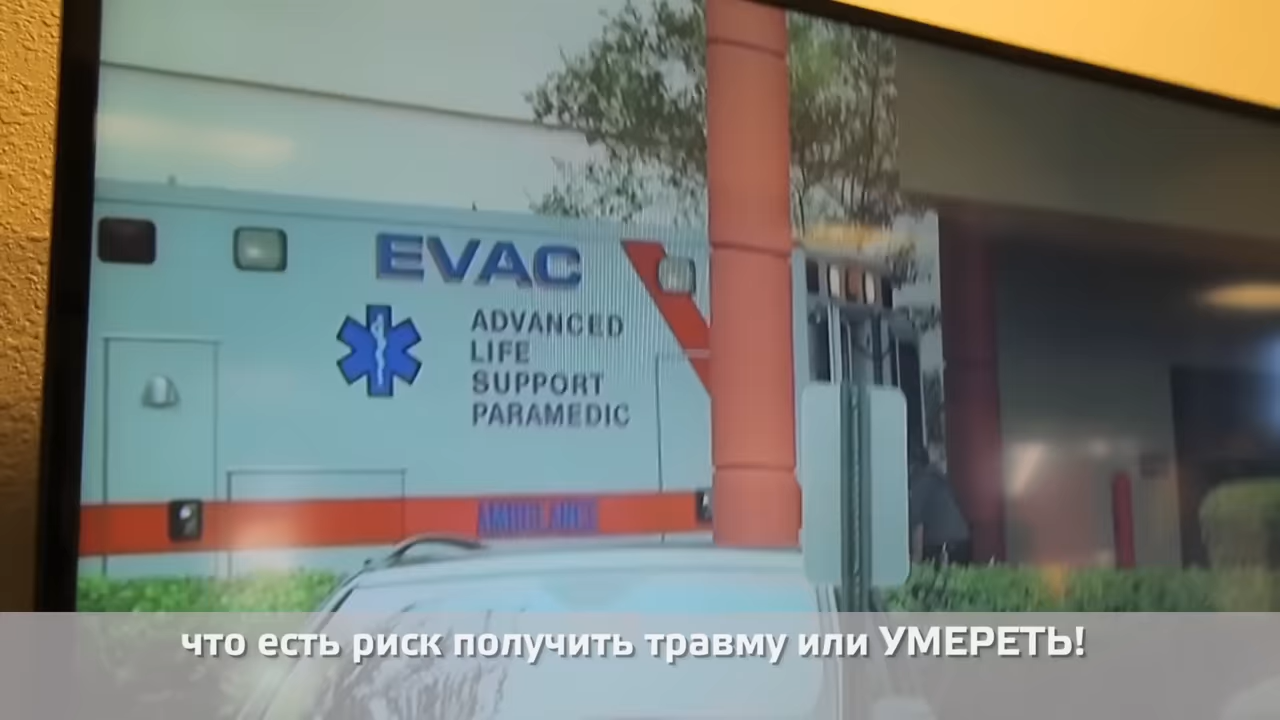 EVAC
ADVANCED
LIFE
SUPPORT
PARAMEDIC
AMBULANCE
что есть риск получить травму или УМЕРЕТЬ!